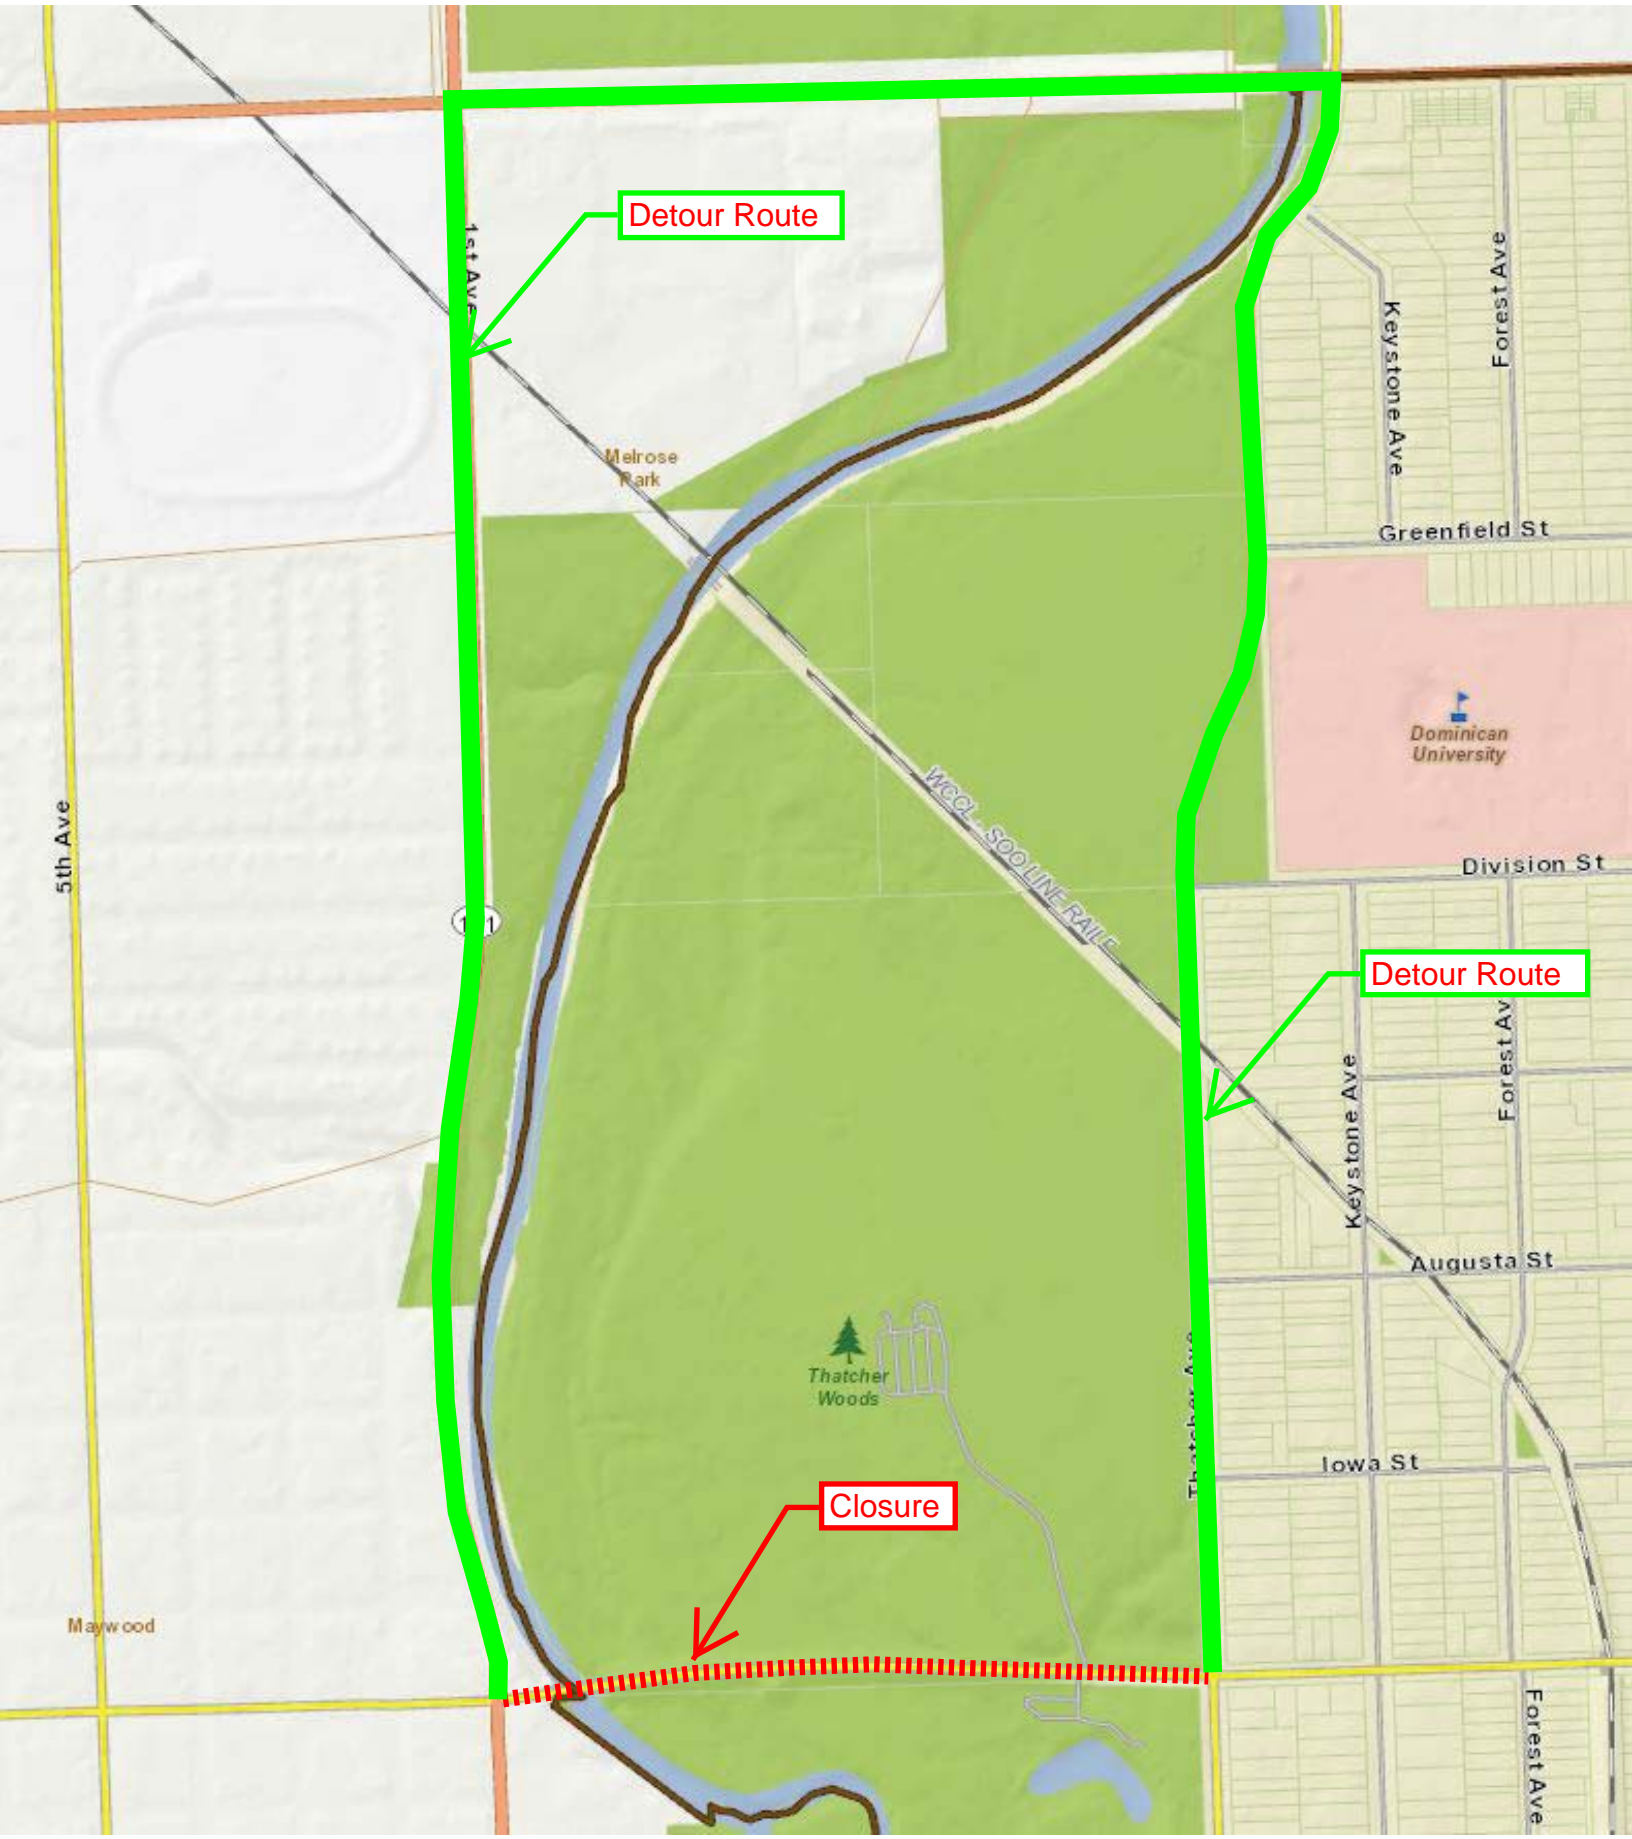 Detour Route
1st Ave
Forest Ave
Keystone Ave
Melrose
Park
Greenfield St
Dominican
University
WCCL - SOO LINE RAIL
5th Ave
Division St
Detour Route
Forest Av
Keystone Ave
Augusta St
Thatcher
Woods
Thatcher Ave
Iowa St
Closure
Maywood
Forest Ave